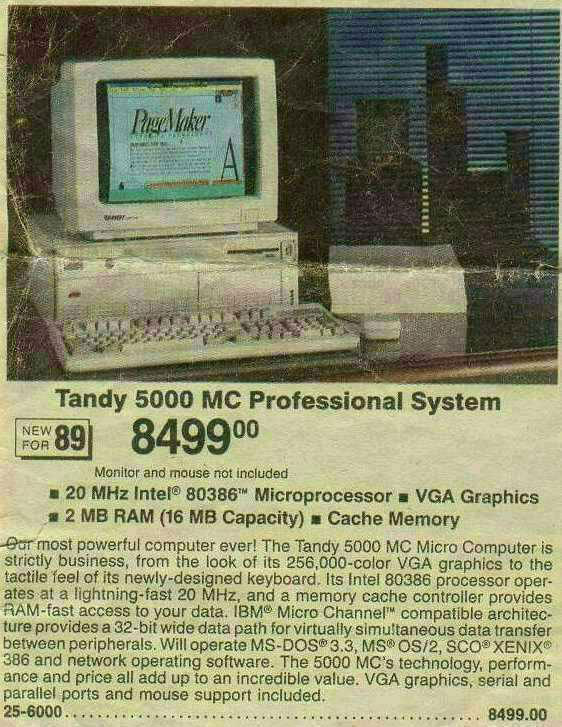 PageMaker
A
TANDY
Tandy 5000 MC Professional System
NEW FOR 89 8499⁰⁰
Monitor and mouse not included
■ 20 MHz Intel® 80386™ Microprocessor ■ VGA Graphics
■ 2 MB RAM (16 MB Capacity) ■ Cache Memory
Our most powerful computer ever! The Tandy 5000 MC Micro Computer is
strictly business, from the look of its 256,000-color VGA graphics to the
tactile feel of its newly-designed keyboard. Its Intel 80386 processor oper-
ates at a lightning-fast 20 MHz, and a memory cache controller provides
RAM-fast access to your data. IBM® Micro Channel™ compatible architec-
ture provides a 32-bit wide data path for virtually simultaneous data transfer
between peripherals. Will operate MS-DOS® 3.3, MS® OS/2, SCO® XENIX®
386 and network operating software. The 5000 MC's technology, perform-
ance and price all add up to an incredible value. VGA graphics, serial and
parallel ports and mouse support included.
25-6000 . . . . . . . . . . . . . . . . . . . . . . . . . . . . . . . . . . . . . . . . 8499.00